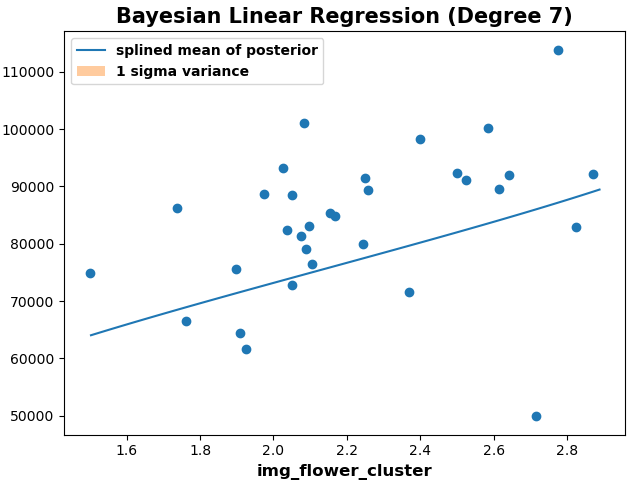 Bayesian Linear Regression (Degree 7)
splined mean of posterior
1 sigma variance
110000
100000
90000
80000
70000
60000
50000
1.6 1.8 2.0 2.2 2.4 2.6 2.8
img_flower_cluster